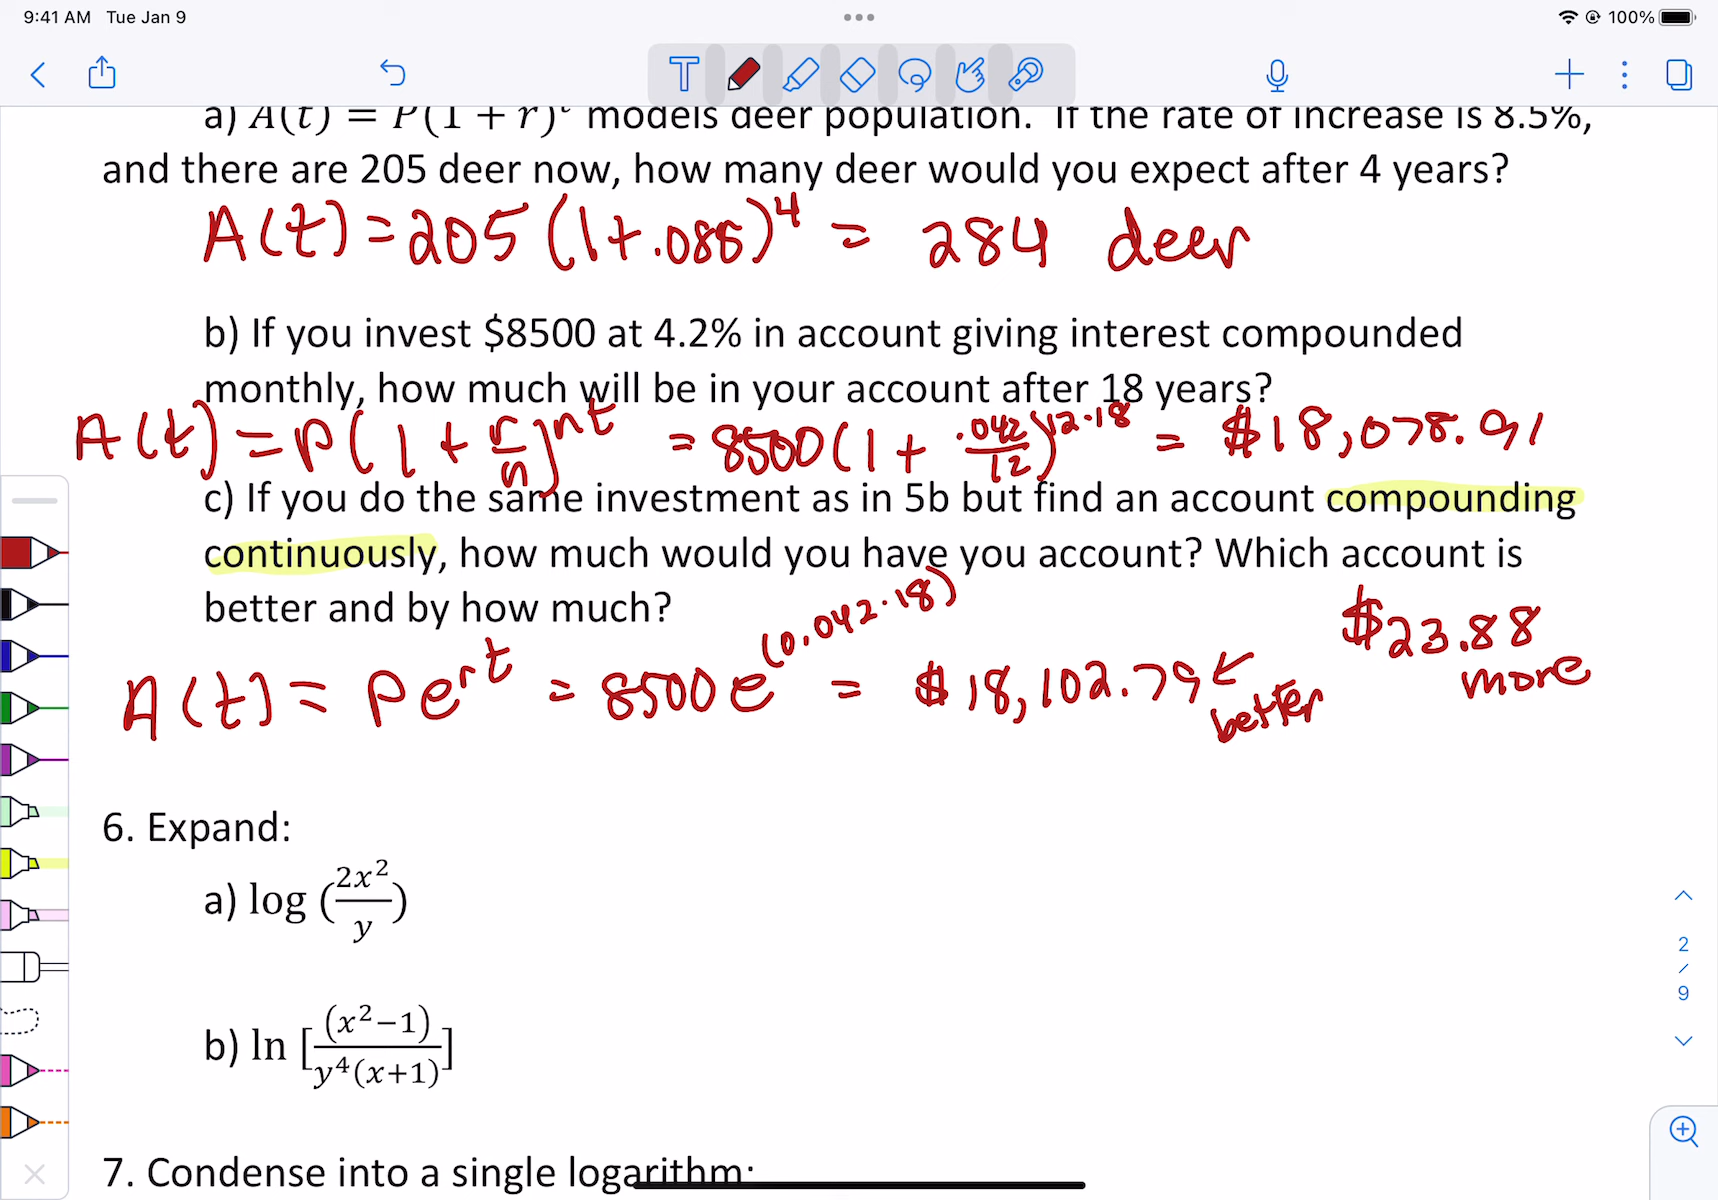 9:41 AM Tue Jan 9
100%
T
a) A(t) = P(1 + r)ᵗ models deer population. If the rate of increase is 8.5%,
and there are 205 deer now, how many deer would you expect after 4 years?
A(t) = 205 (1+.088)⁴ = 284 deer
b) If you invest $8500 at 4.2% in account giving interest compounded
monthly, how much will be in your account after 18 years?
A(t) = P(1 + r/n)^nt = 8500(1 + .042/12)^12·18 = $18,078.91
c) If you do the same investment as in 5b but find an account compounding
continuously, how much would you have you account? Which account is
better and by how much?
$23.88
more
A(t) = Pe^rt = 8500e^(0.042·18) = $18,102.79 ←
better
6. Expand:
a) log (2x²/y)
b) ln [(x²−1)/y⁴(x+1)]
2
/
9
7. Condense into a single logarithm: